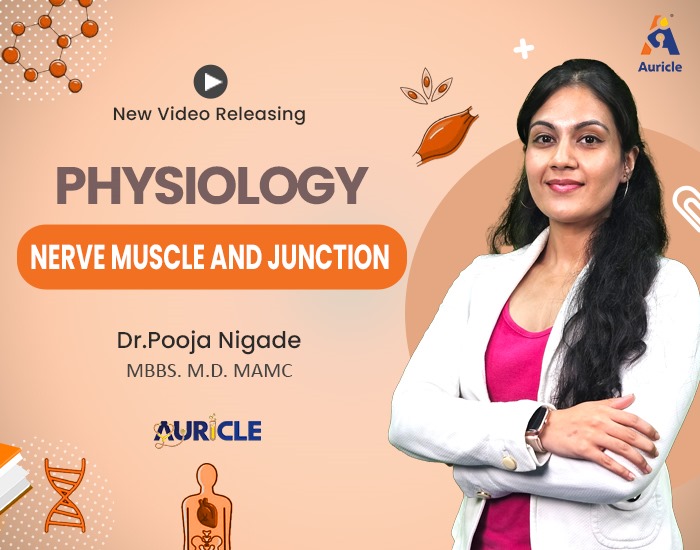 Auricle
New Video Releasing
PHYSIOLOGY
NERVE MUSCLE AND JUNCTION
Dr.Pooja Nigade
MBBS. M.D. MAMC
AURICLE